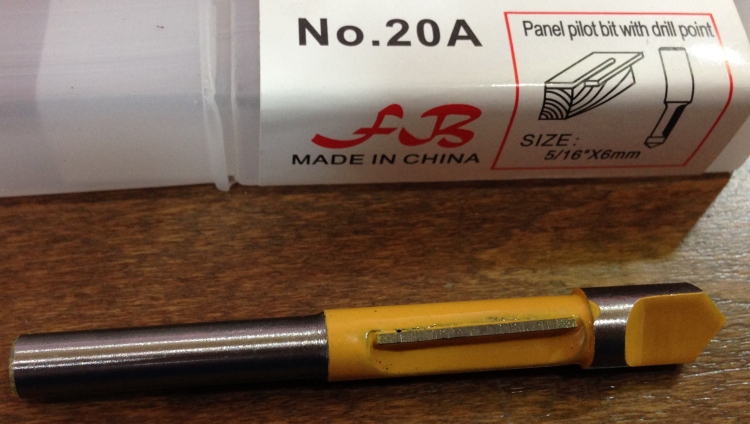 No.20A
FB
MADE IN CHINA
Panel pilot bit with drill point
SIZE:
5/16"X6mm